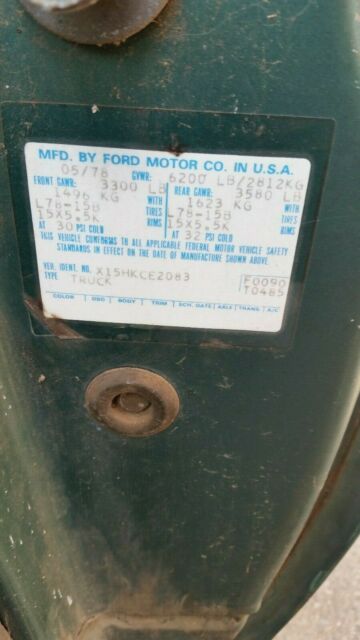 MFD. BY FORD MOTOR CO. IN U.S.A.
05/78 GVWR: 6200 LB/2812KG
FRONT GAWR: 3300 LB REAR GAWR: 3580 LB
1496 KG WITH 1623 KG WITH
L78-15B TIRES L78-15B TIRES
15X5.5K RIMS 15X5.5K RIMS
AT 30 PSI COLD AT 32 PSI COLD
THIS VEHICLE CONFORMS TO ALL APPLICABLE FEDERAL MOTOR VEHICLE SAFETY
STANDARDS IN EFFECT ON THE DATE OF MANUFACTURE SHOWN ABOVE.
VEH. IDENT. NO. X15HKCE2083 F0090
TYPE TRUCK T0485
COLOR DSO BODY TRIM SCH. DATE AXLE TRANS A/C